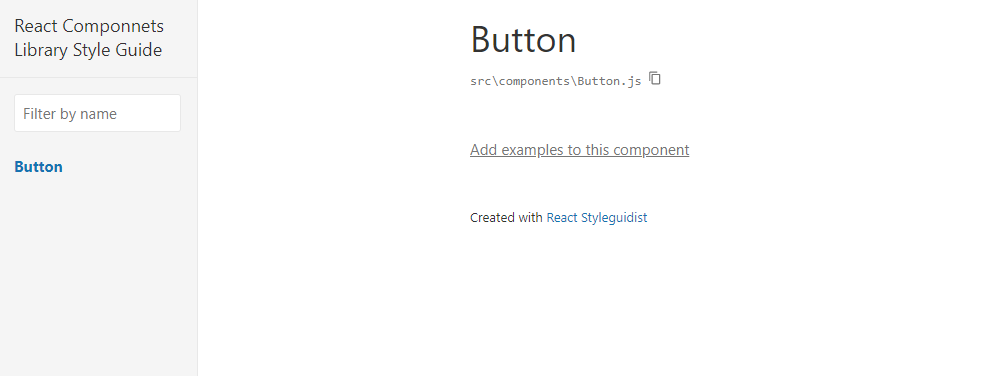 React Componnets
Library Style Guide
Filter by name
Button
Button
src\components\Button.js
Add examples to this component
Created with React Styleguidist